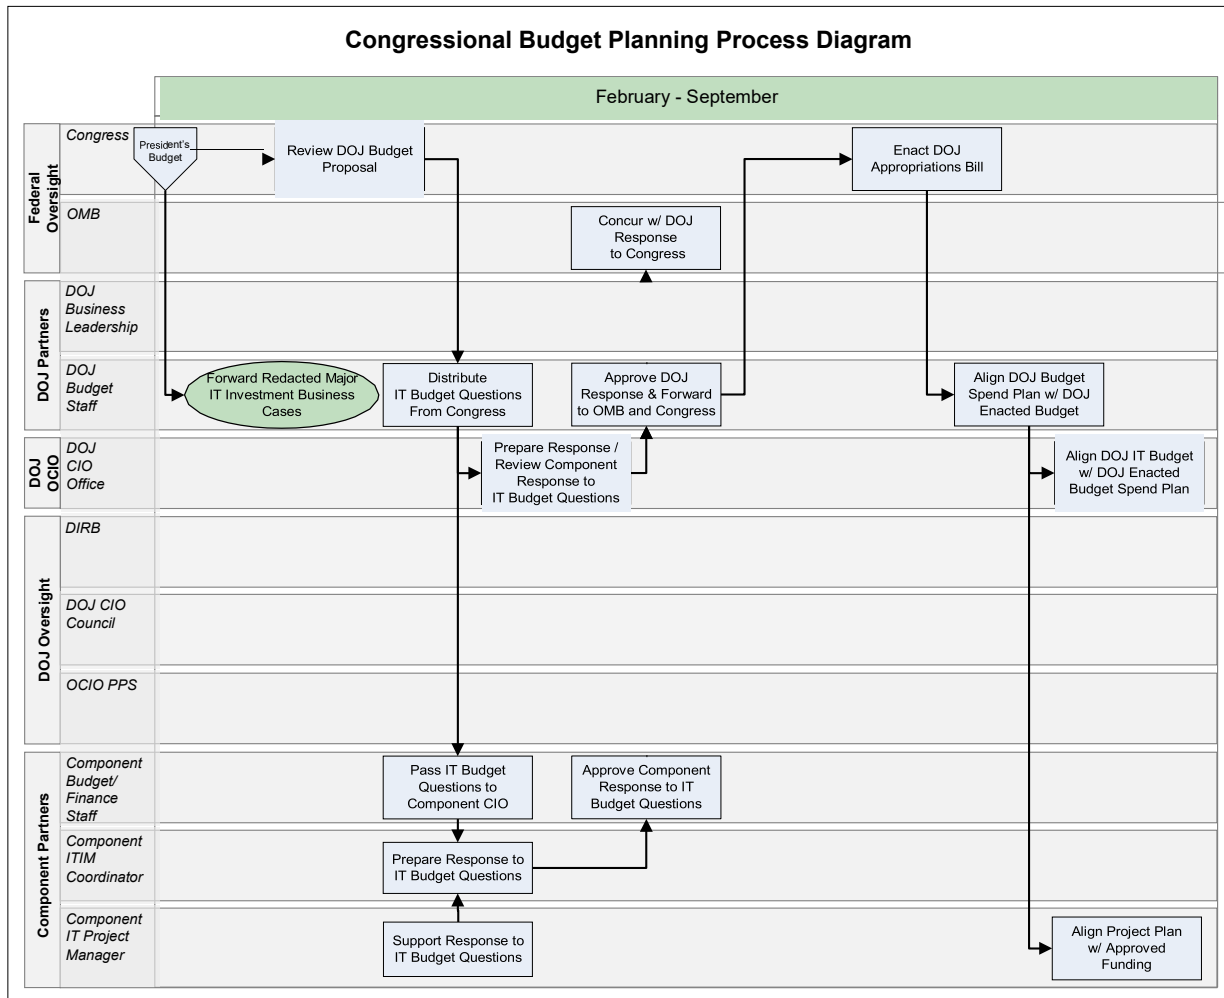 Congressional Budget Planning Process Diagram
February - September
Federal
Oversight
Congress
President's
Budget
Review DOJ Budget
Proposal
Enact DOJ
Appropriations Bill
OMB
Concur w/ DOJ
Response
to Congress
DOJ Partners
DOJ
Business
Leadership
DOJ
Budget
Staff
Forward Redacted Major
IT Investment Business
Cases
Distribute
IT Budget Questions
From Congress
Approve DOJ
Response & Forward
to OMB and Congress
Align DOJ Budget
Spend Plan w/ DOJ
Enacted Budget
DOJ
OCIO
DOJ
CIO
Office
Prepare Response /
Review Component
Response to
IT Budget Questions
Align DOJ IT Budget
w/ DOJ Enacted
Budget Spend Plan
DOJ Oversight
DIRB
DOJ CIO
Council
OCIO PPS
Component Partners
Component
Budget/
Finance
Staff
Pass IT Budget
Questions to
Component CIO
Approve Component
Response to IT
Budget Questions
Component
ITIM
Coordinator
Prepare Response to
IT Budget Questions
Component
IT Project
Manager
Support Response to
IT Budget Questions
Align Project Plan
w/ Approved
Funding